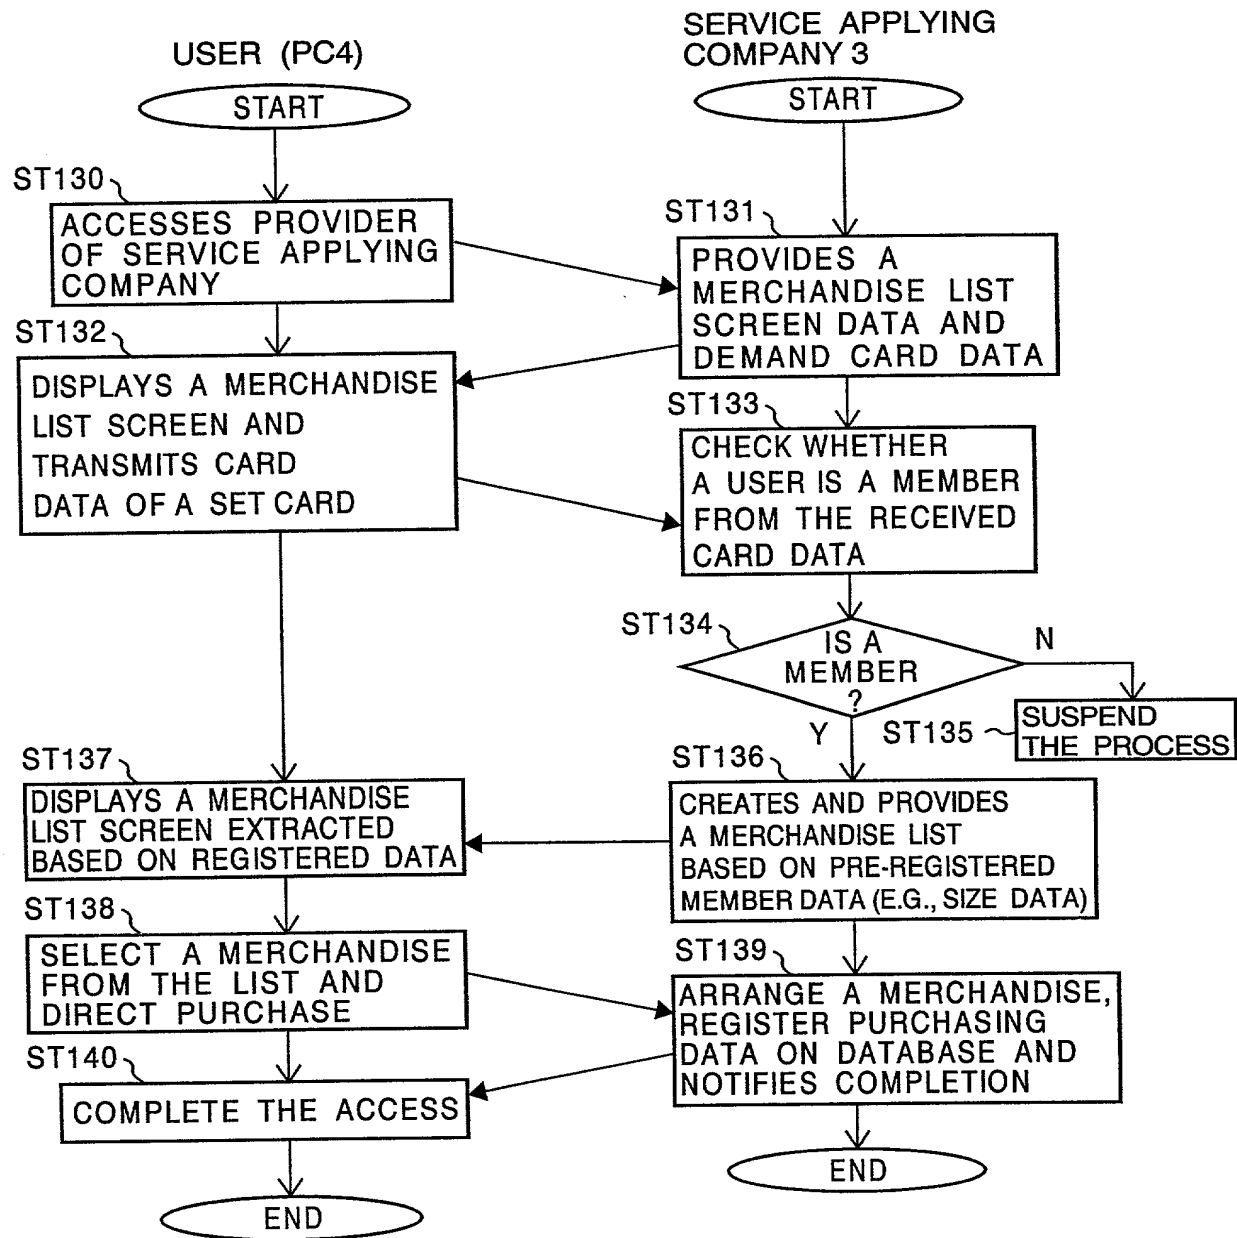 USER (PC4)
SERVICE APPLYING
COMPANY 3
START
START
ST130
ACCESSES PROVIDER
OF SERVICE APPLYING
COMPANY
ST131
PROVIDES A
MERCHANDISE LIST
SCREEN DATA AND
DEMAND CARD DATA
ST132
DISPLAYS A MERCHANDISE
LIST SCREEN AND
TRANSMITS CARD
DATA OF A SET CARD
ST133
CHECK WHETHER
A USER IS A MEMBER
FROM THE RECEIVED
CARD DATA
ST134
IS A
MEMBER
?
N
Y
ST135
SUSPEND
THE PROCESS
ST136
CREATES AND PROVIDES
A MERCHANDISE LIST
BASED ON PRE-REGISTERED
MEMBER DATA (E.G., SIZE DATA)
ST137
DISPLAYS A MERCHANDISE
LIST SCREEN EXTRACTED
BASED ON REGISTERED DATA
ST138
SELECT A MERCHANDISE
FROM THE LIST AND
DIRECT PURCHASE
ST139
ARRANGE A MERCHANDISE,
REGISTER PURCHASING
DATA ON DATABASE AND
NOTIFIES COMPLETION
ST140
COMPLETE THE ACCESS
END
END